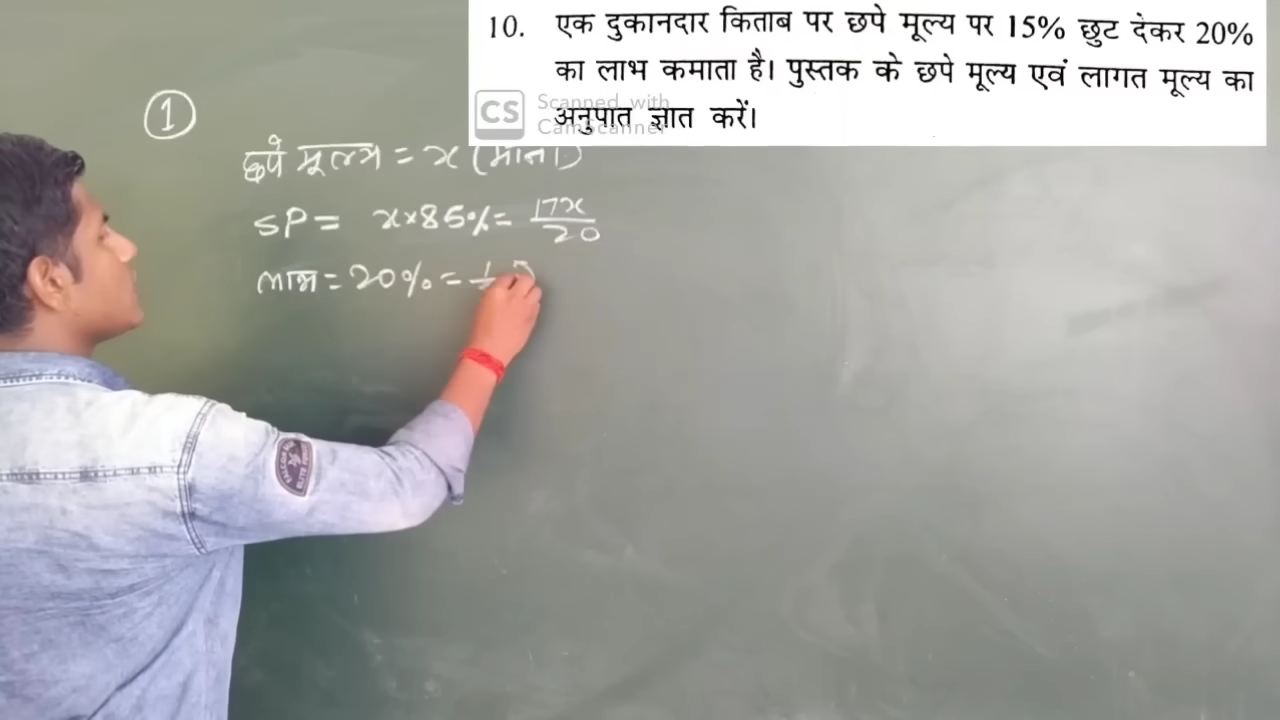 10. एक दुकानदार किताब पर छपे मूल्य पर 15% छुट देकर 20%
का लाभ कमाता है। पुस्तक के छपे मूल्य एवं लागत मूल्य का
अनुपात ज्ञात करें।
CS Scanned with
CamScanner
1
छपे मूल्य = x (माना)
SP = x×85% = 17x/20
लाभ = 20% =